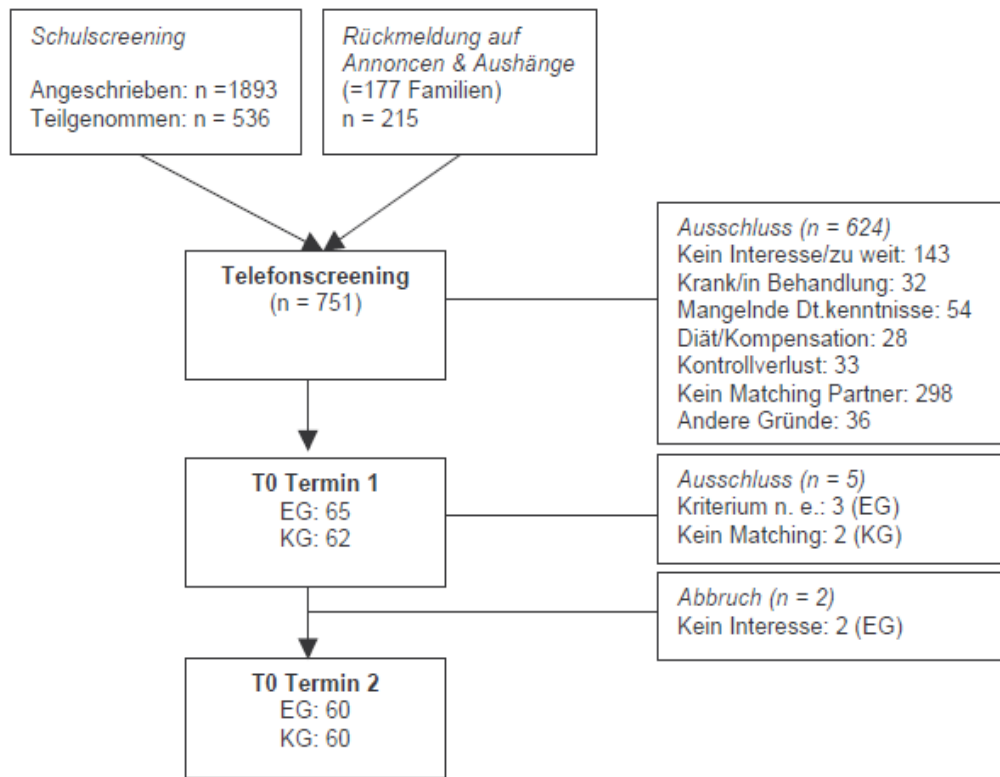 Schulscreening
Angeschrieben: n =1893
Teilgenommen: n = 536
Rückmeldung auf
Annoncen & Aushänge
(=177 Familien)
n = 215
Telefonscreening
(n = 751)
Ausschluss (n = 624)
Kein Interesse/zu weit: 143
Krank/in Behandlung: 32
Mangelnde Dt.kenntnisse: 54
Diät/Kompensation: 28
Kontrollverlust: 33
Kein Matching Partner: 298
Andere Gründe: 36
T0 Termin 1
EG: 65
KG: 62
Ausschluss (n = 5)
Kriterium n. e.: 3 (EG)
Kein Matching: 2 (KG)
Abbruch (n = 2)
Kein Interesse: 2 (EG)
T0 Termin 2
EG: 60
KG: 60